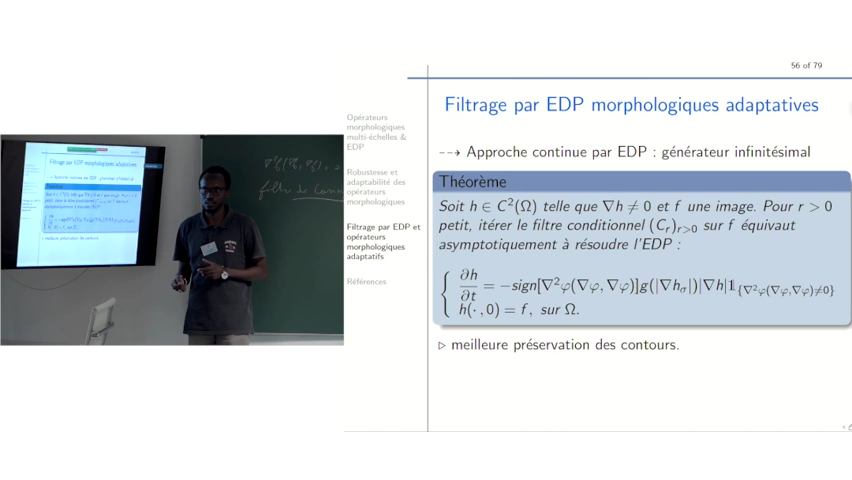 56 of 79
Filtrage par EDP morphologiques adaptatives
Opérateurs
morphologiques
multi-échelles &
EDP
Robustesse et
adaptabilité des
opérateurs
morphologiques
Filtrage par EDP et
opérateurs
morphologiques
adaptatifs
Références
--→ Approche continue par EDP : générateur infinitésimal
Théorème
Soit h ∈ C²(Ω) telle que ∇h ≠ 0 et f une image. Pour r > 0
petit, itérer le filtre conditionnel (Cᵣ)ᵣ>₀ sur f équivaut
asymptotiquement à résoudre l'EDP :
∂h/∂t = −sign[∇²φ(∇φ, ∇φ)]g(|∇h_σ|)|∇h|𝟙_{∇²φ(∇φ,∇φ)≠0}
h(· , 0) = f , sur Ω.
▷ meilleure préservation des contours.